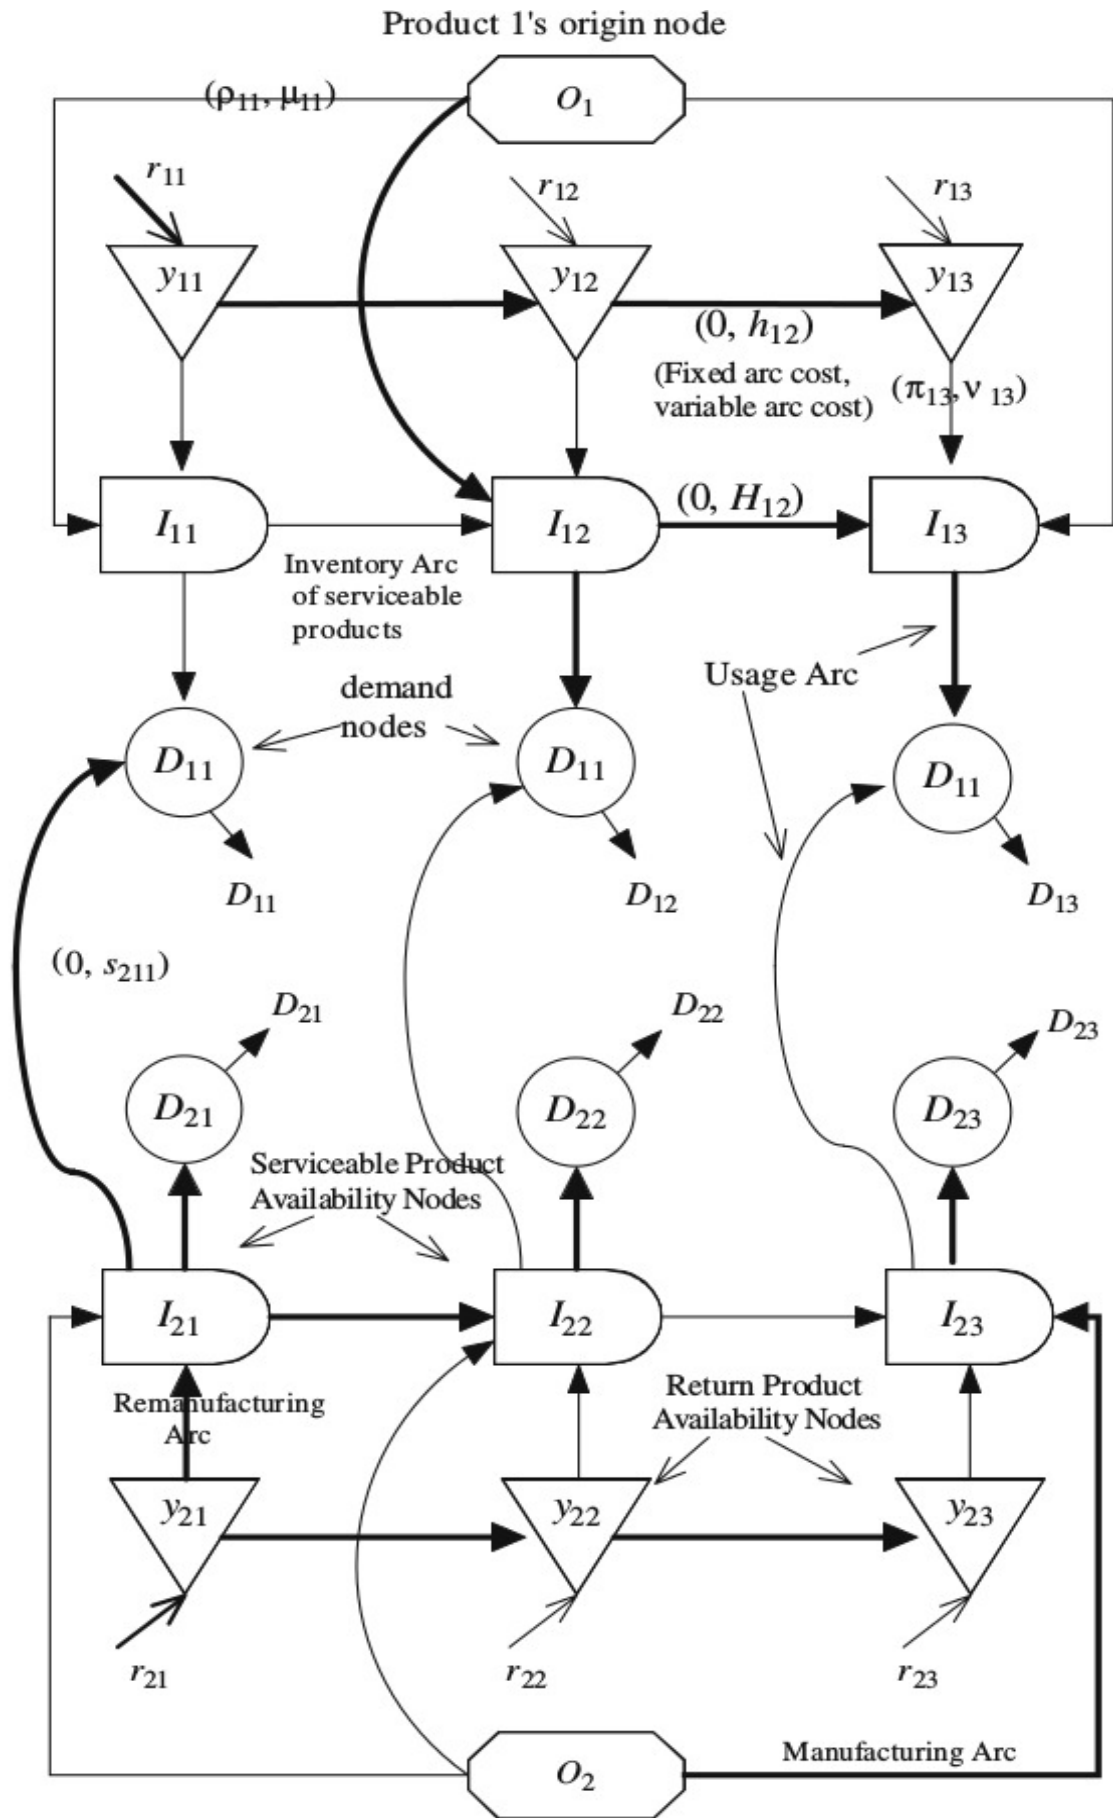 Product 1's origin node
(ρ11, μ11)
O1
r11
r12
r13
y11
y12
y13
(0, h12)
(Fixed arc cost,
variable arc cost)
(π13,ν 13)
I11
I12
(0, H12)
I13
Inventory Arc
of serviceable
products
demand
nodes
Usage Arc
D11
D11
D11
D11
D12
D13
(0, s211)
D21
D22
D23
D21
D22
D23
Serviceable Product
Availability Nodes
I21
I22
I23
Remanufacturing
Arc
Return Product
Availability Nodes
y21
y22
y23
r21
r22
r23
O2
Manufacturing Arc